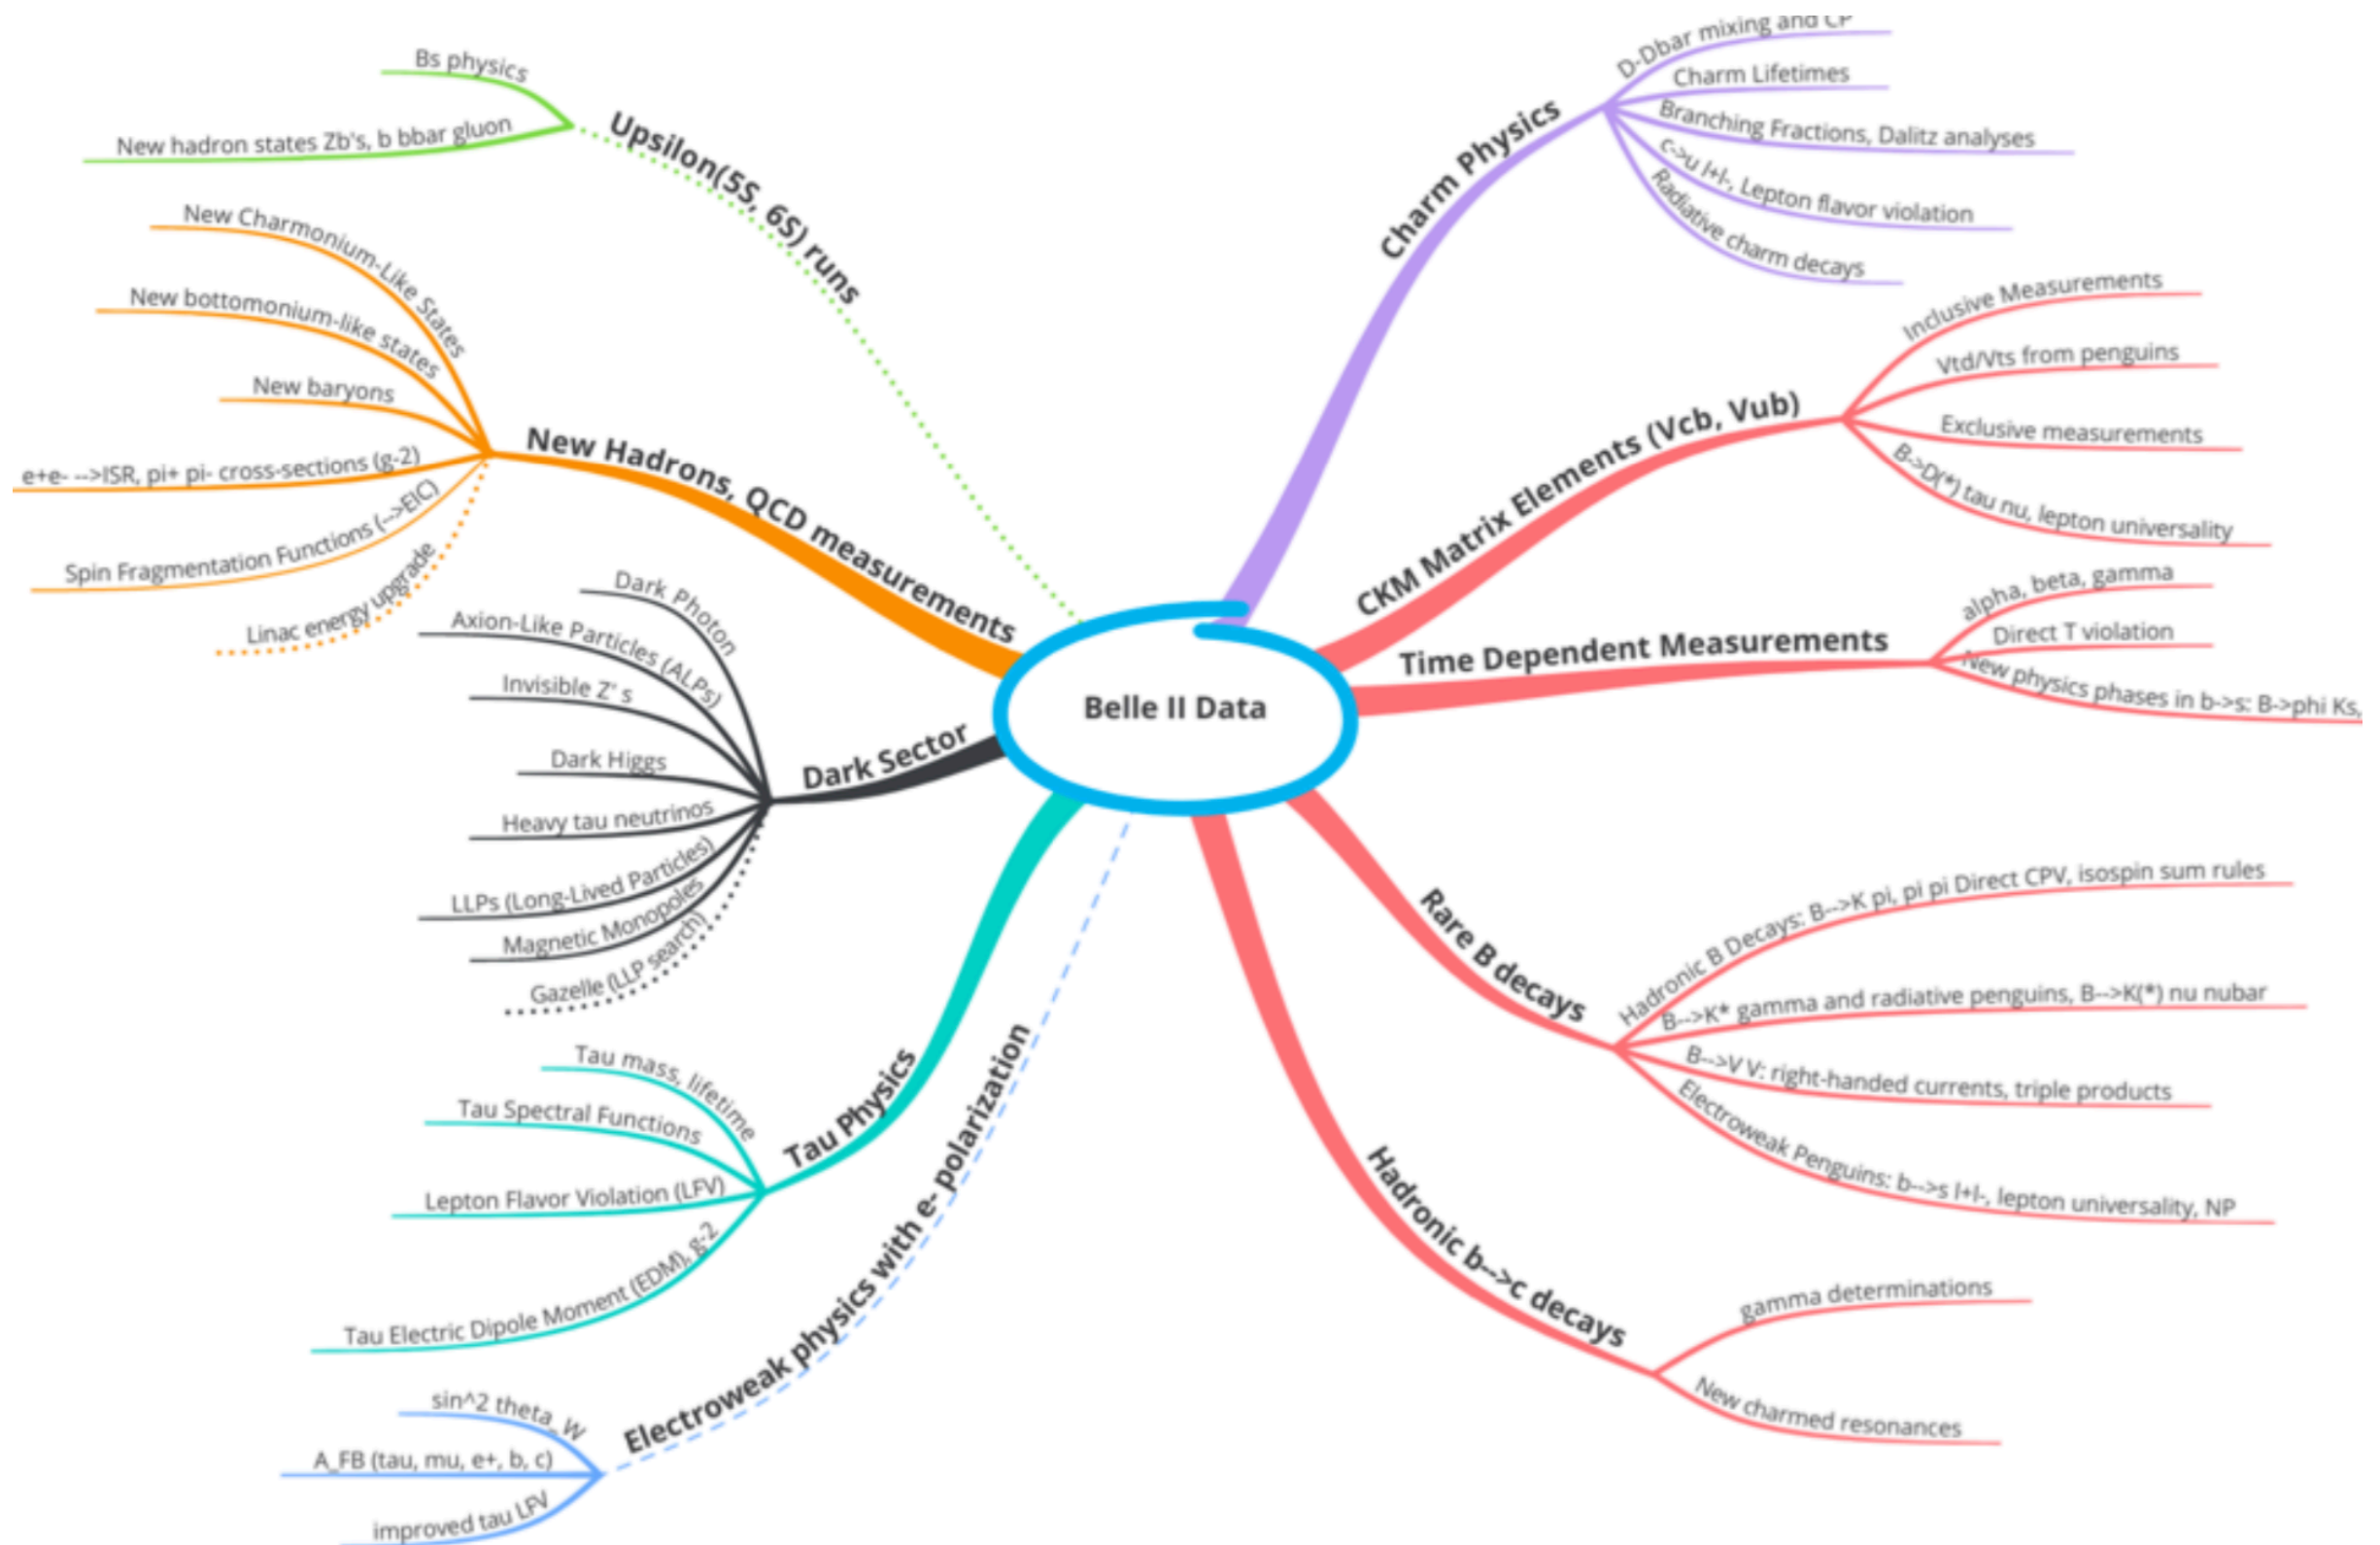 Belle II Data
Charm Physics
D-Dbar mixing and CP
Charm Lifetimes
Branching Fractions, Dalitz analyses
c->u l+l-, Lepton flavor violation
Radiative charm decays
CKM Matrix Elements (Vcb, Vub)
Inclusive Measurements
Vtd/Vts from penguins
Exclusive measurements
B->D(*) tau nu, lepton universality
Time Dependent Measurements
alpha, beta, gamma
Direct T violation
New physics phases in b->s: B->phi Ks,
Rare B decays
Hadronic B Decays: B-->K pi, pi pi Direct CPV, isospin sum rules
B-->K* gamma and radiative penguins, B-->K(*) nu nubar
B-->V V: right-handed currents, triple products
Electroweak Penguins: b-->s l+l-, lepton universality, NP
Hadronic b-->c decays
gamma determinations
New charmed resonances
Upsilon(5S, 6S) runs
Bs physics
New hadron states Zb's, b bbar gluon
New Hadrons, QCD measurements
New Charmonium-Like States
New bottomonium-like states
New baryons
e+e- -->ISR, pi+ pi- cross-sections (g-2)
Spin Fragmentation Functions (-->EIC)
Linac energy upgrade
Dark Sector
Dark Photon
Axion-Like Particles (ALPs)
Invisible Z' s
Dark Higgs
Heavy tau neutrinos
LLPs (Long-Lived Particles)
Magnetic Monopoles
Gazelle (LLP search)
Tau Physics
Tau mass, lifetime
Tau Spectral Functions
Lepton Flavor Violation (LFV)
Tau Electric Dipole Moment (EDM), g-2
Electroweak physics with e- polarization
sin^2 theta_W
A_FB (tau, mu, e+, b, c)
improved tau LFV